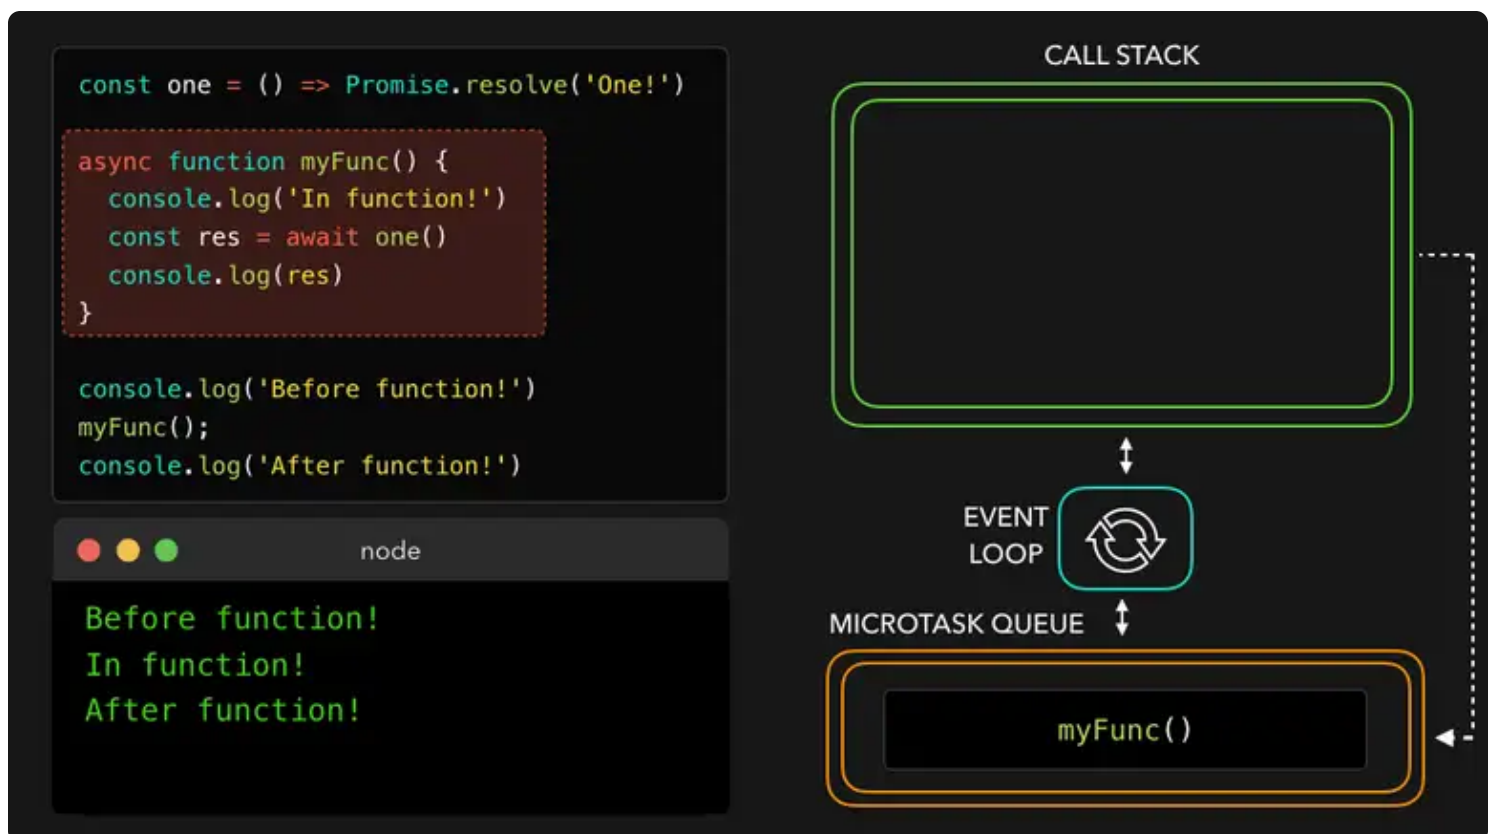 const one = () => Promise.resolve('One!')
async function myFunc() {
console.log('In function!')
const res = await one()
console.log(res)
}
console.log('Before function!')
myFunc();
console.log('After function!')
node
Before function!
In function!
After function!
CALL STACK
EVENT
LOOP
MICROTASK QUEUE
myFunc()